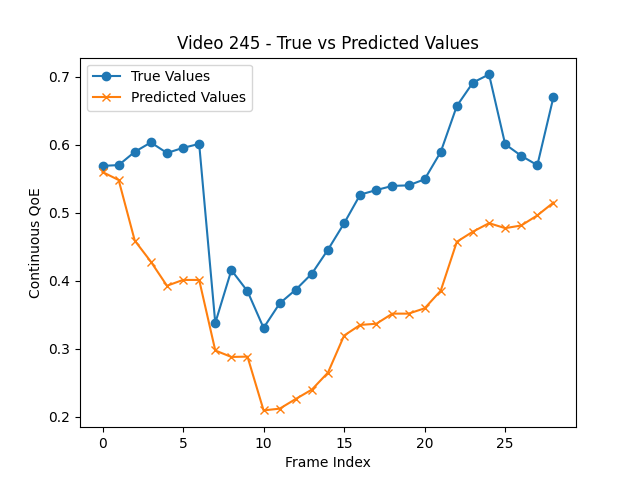 Video 245 - True vs Predicted Values
True Values
Predicted Values
Continuous QoE
0.7
0.6
0.5
0.4
0.3
0.2
0 5 10 15 20 25
Frame Index